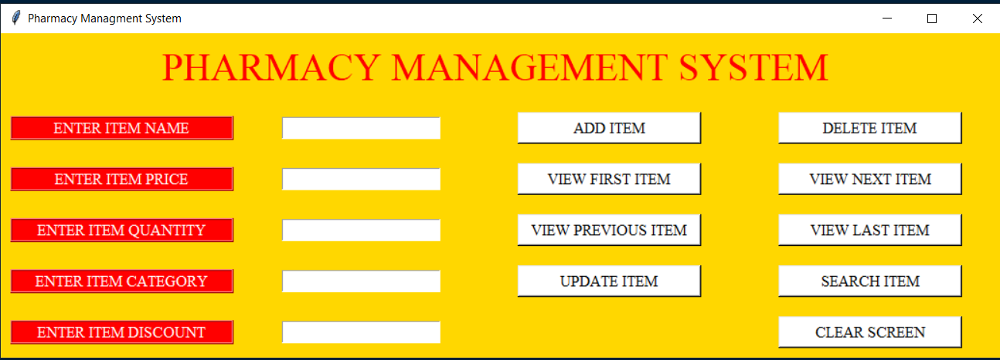 Pharmacy Managment System
PHARMACY MANAGEMENT SYSTEM
ENTER ITEM NAME
ADD ITEM
DELETE ITEM
ENTER ITEM PRICE
VIEW FIRST ITEM
VIEW NEXT ITEM
ENTER ITEM QUANTITY
VIEW PREVIOUS ITEM
VIEW LAST ITEM
ENTER ITEM CATEGORY
UPDATE ITEM
SEARCH ITEM
ENTER ITEM DISCOUNT
CLEAR SCREEN